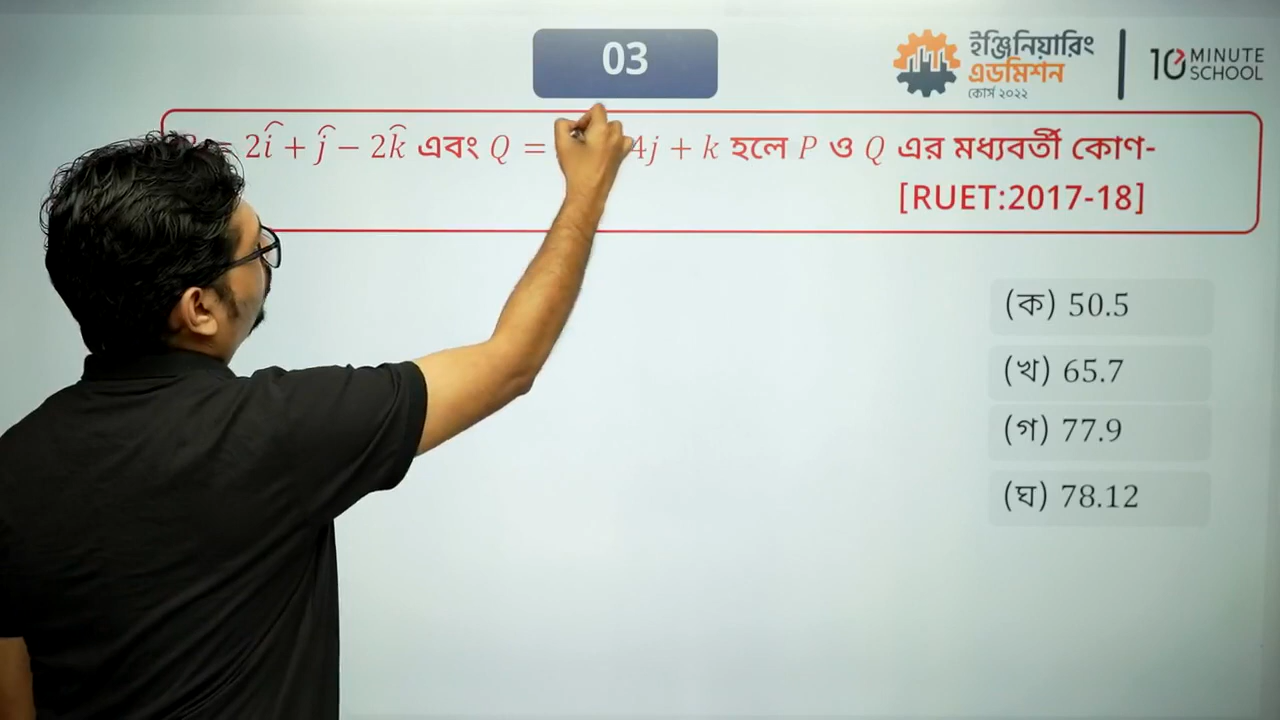 03
ইঞ্জিনিয়ারিং
এডমিশন
কোর্স ২০২২
10 MINUTE
SCHOOL
= 2î + ĵ − 2k̂ এবং Q = 4j + k হলে P ও Q এর মধ্যবর্তী কোণ-
[RUET:2017-18]
(ক) 50.5
(খ) 65.7
(গ) 77.9
(ঘ) 78.12